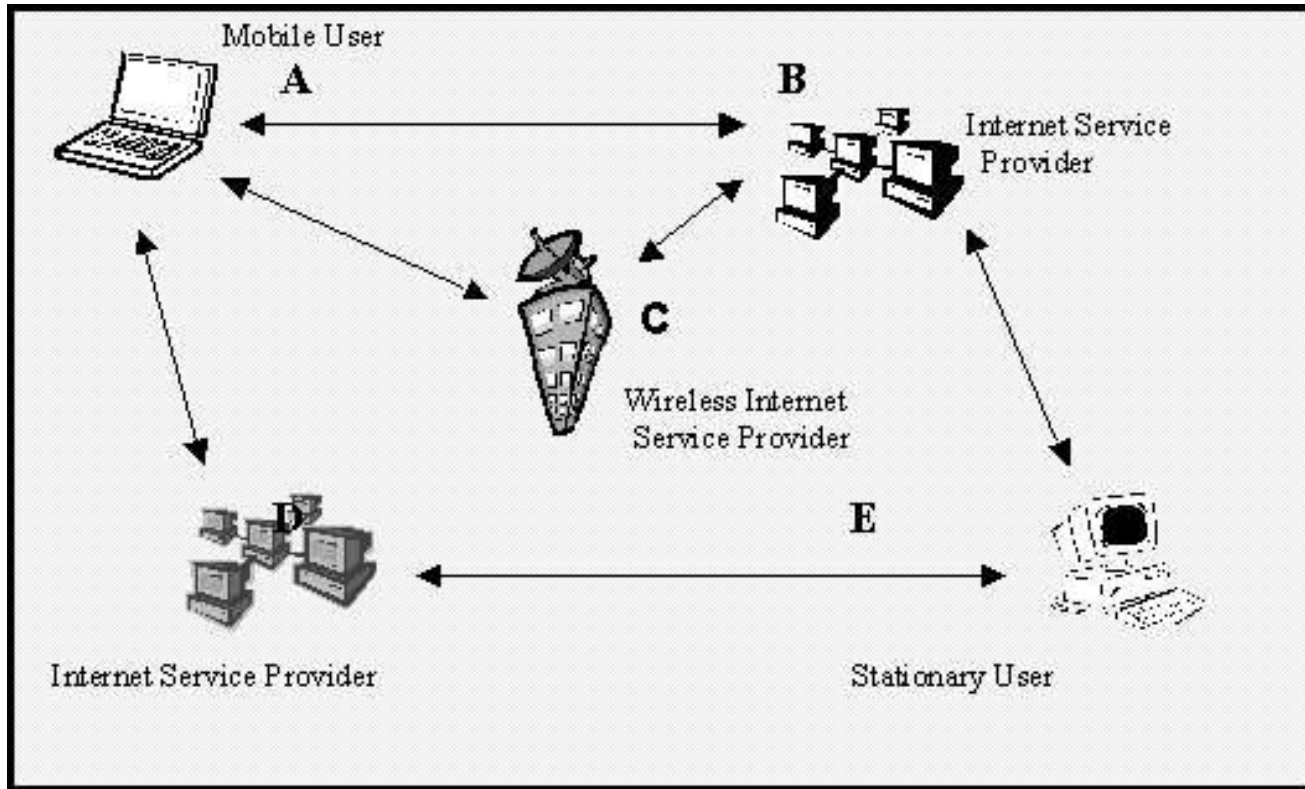 Mobile User
A
B
Internet Service
Provider
C
Wireless Internet
Service Provider
D
E
Internet Service Provider
Stationary User